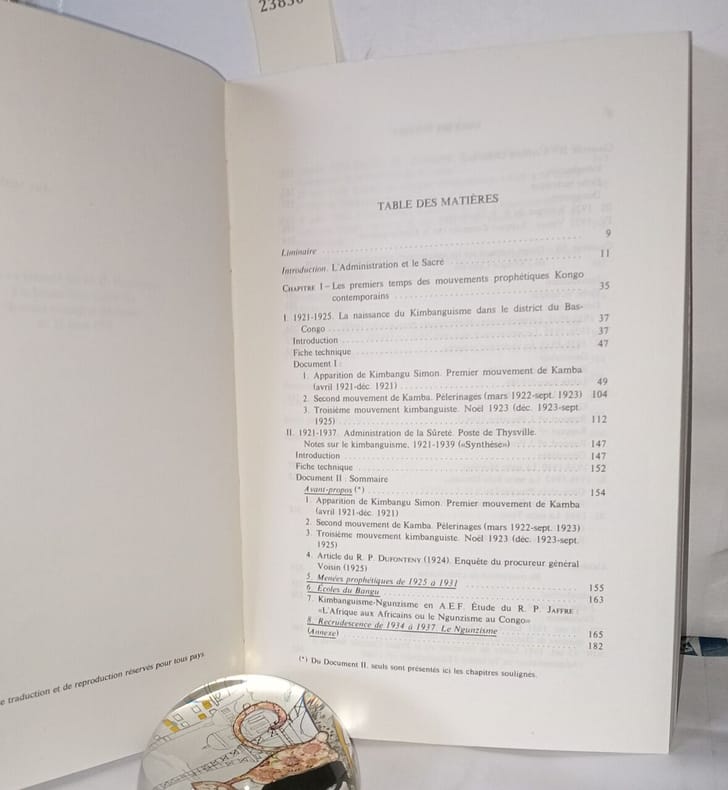 2383
TABLE DES MATIÈRES
Liminaire 9
Introduction. L'Administration et le Sacré 11
CHAPITRE I – Les premiers temps des mouvements prophétiques Kongo
contemporains 35
I. 1921-1925. La naissance du Kimbanguisme dans le district du Bas-
Congo 37
Introduction 37
Fiche technique 47
Document I :
1. Apparition de Kimbangu Simon. Premier mouvement de Kamba
(avril 1921-déc. 1921) 49
2. Second mouvement de Kamba. Pèlerinages (mars 1922-sept. 1923) 104
3. Troisième mouvement kimbanguiste. Noël 1923 (déc. 1923-sept.
1925) 112
II. 1921-1937. Administration de la Sûreté. Poste de Thysville.
Notes sur le kimbanguisme. 1921-1939 («Synthèse») 147
Introduction 147
Fiche technique 152
Document II : Sommaire
Avant-propos (*) 154
1. Apparition de Kimbangu Simon. Premier mouvement de Kamba
(avril 1921-déc. 1921)
2. Second mouvement de Kamba. Pèlerinages (mars 1922-sept. 1923)
3. Troisième mouvement kimbanguiste. Noël 1923 (déc. 1923-sept.
1925)
4. Article du R. P. DUFONTENY (1924). Enquête du procureur général
Voisin (1925)
5. Menées prophétiques de 1925 à 1931 155
6. Écoles du Bangu 163
7. Kimbanguisme-Ngunzisme en A.E.F. Étude du R. P. JAFFRE :
«L'Afrique aux Africains ou le Ngunzisme au Congo»
8. Recrudescence de 1934 à 1937. Le Ngunzisme 165
(Annexe) 182
(*) Du Document II, seuls sont présentés ici les chapitres soulignés.
e traduction et de reproduction réservés pour tous pays.